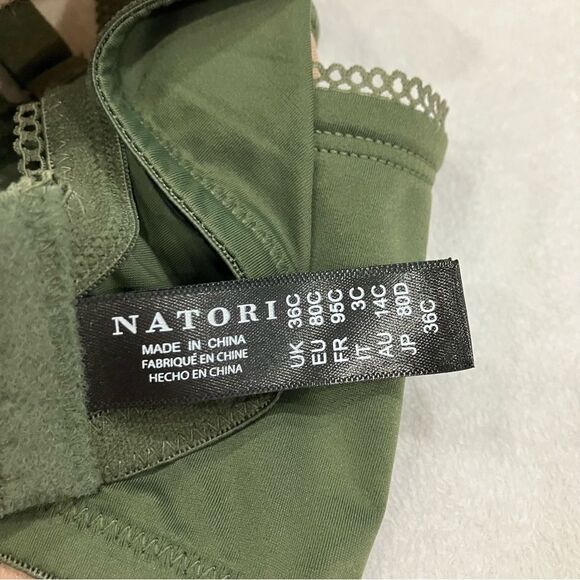 NATORI
MADE IN CHINA
FABRIQUÉ EN CHINE
HECHO EN CHINA
UK 36C
EU 80C
FR 95C
IT 3C
AU 14C
JP 80D
36C